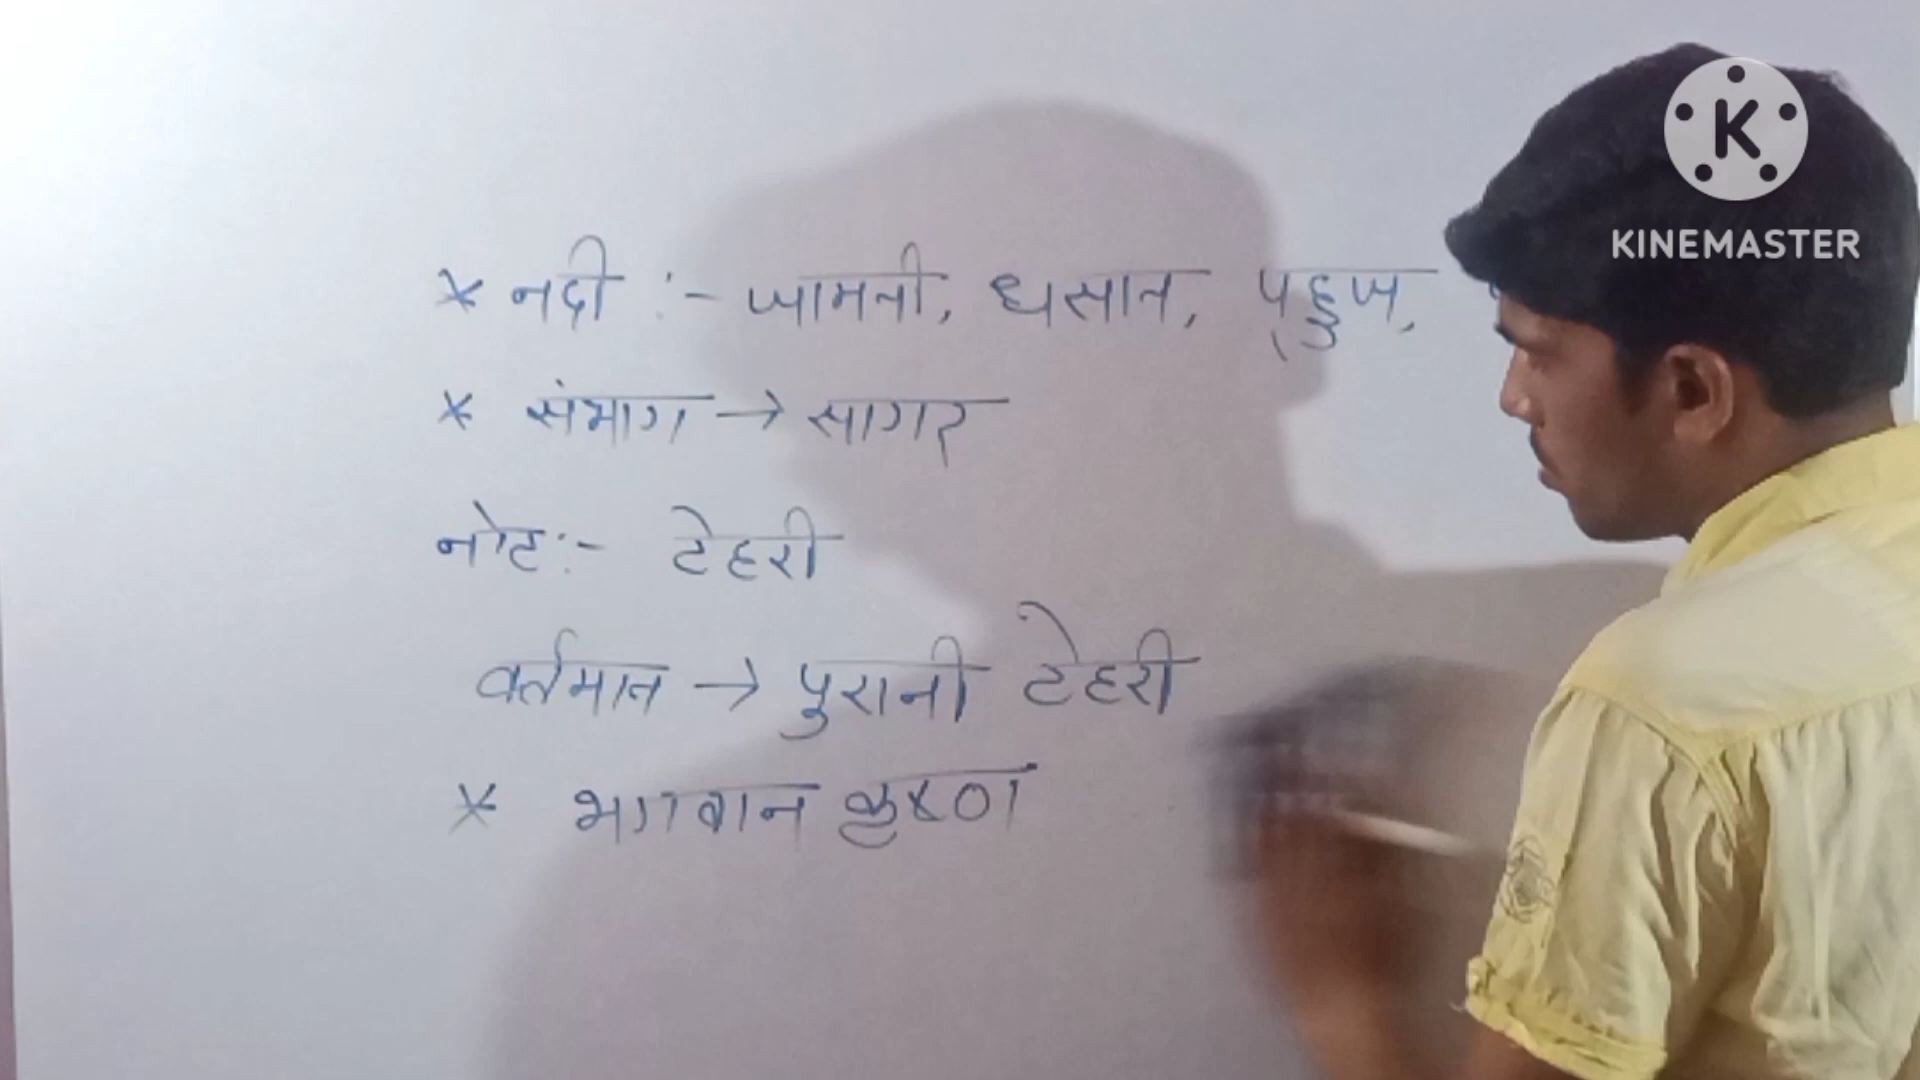 * नदी :- जामनी, धसान, पहुज,
* संभाग → सागर
नोट:- टेहरी
वर्तमान → पुरानी टेहरी
* भगवान कृष्ण
K
KINEMASTER